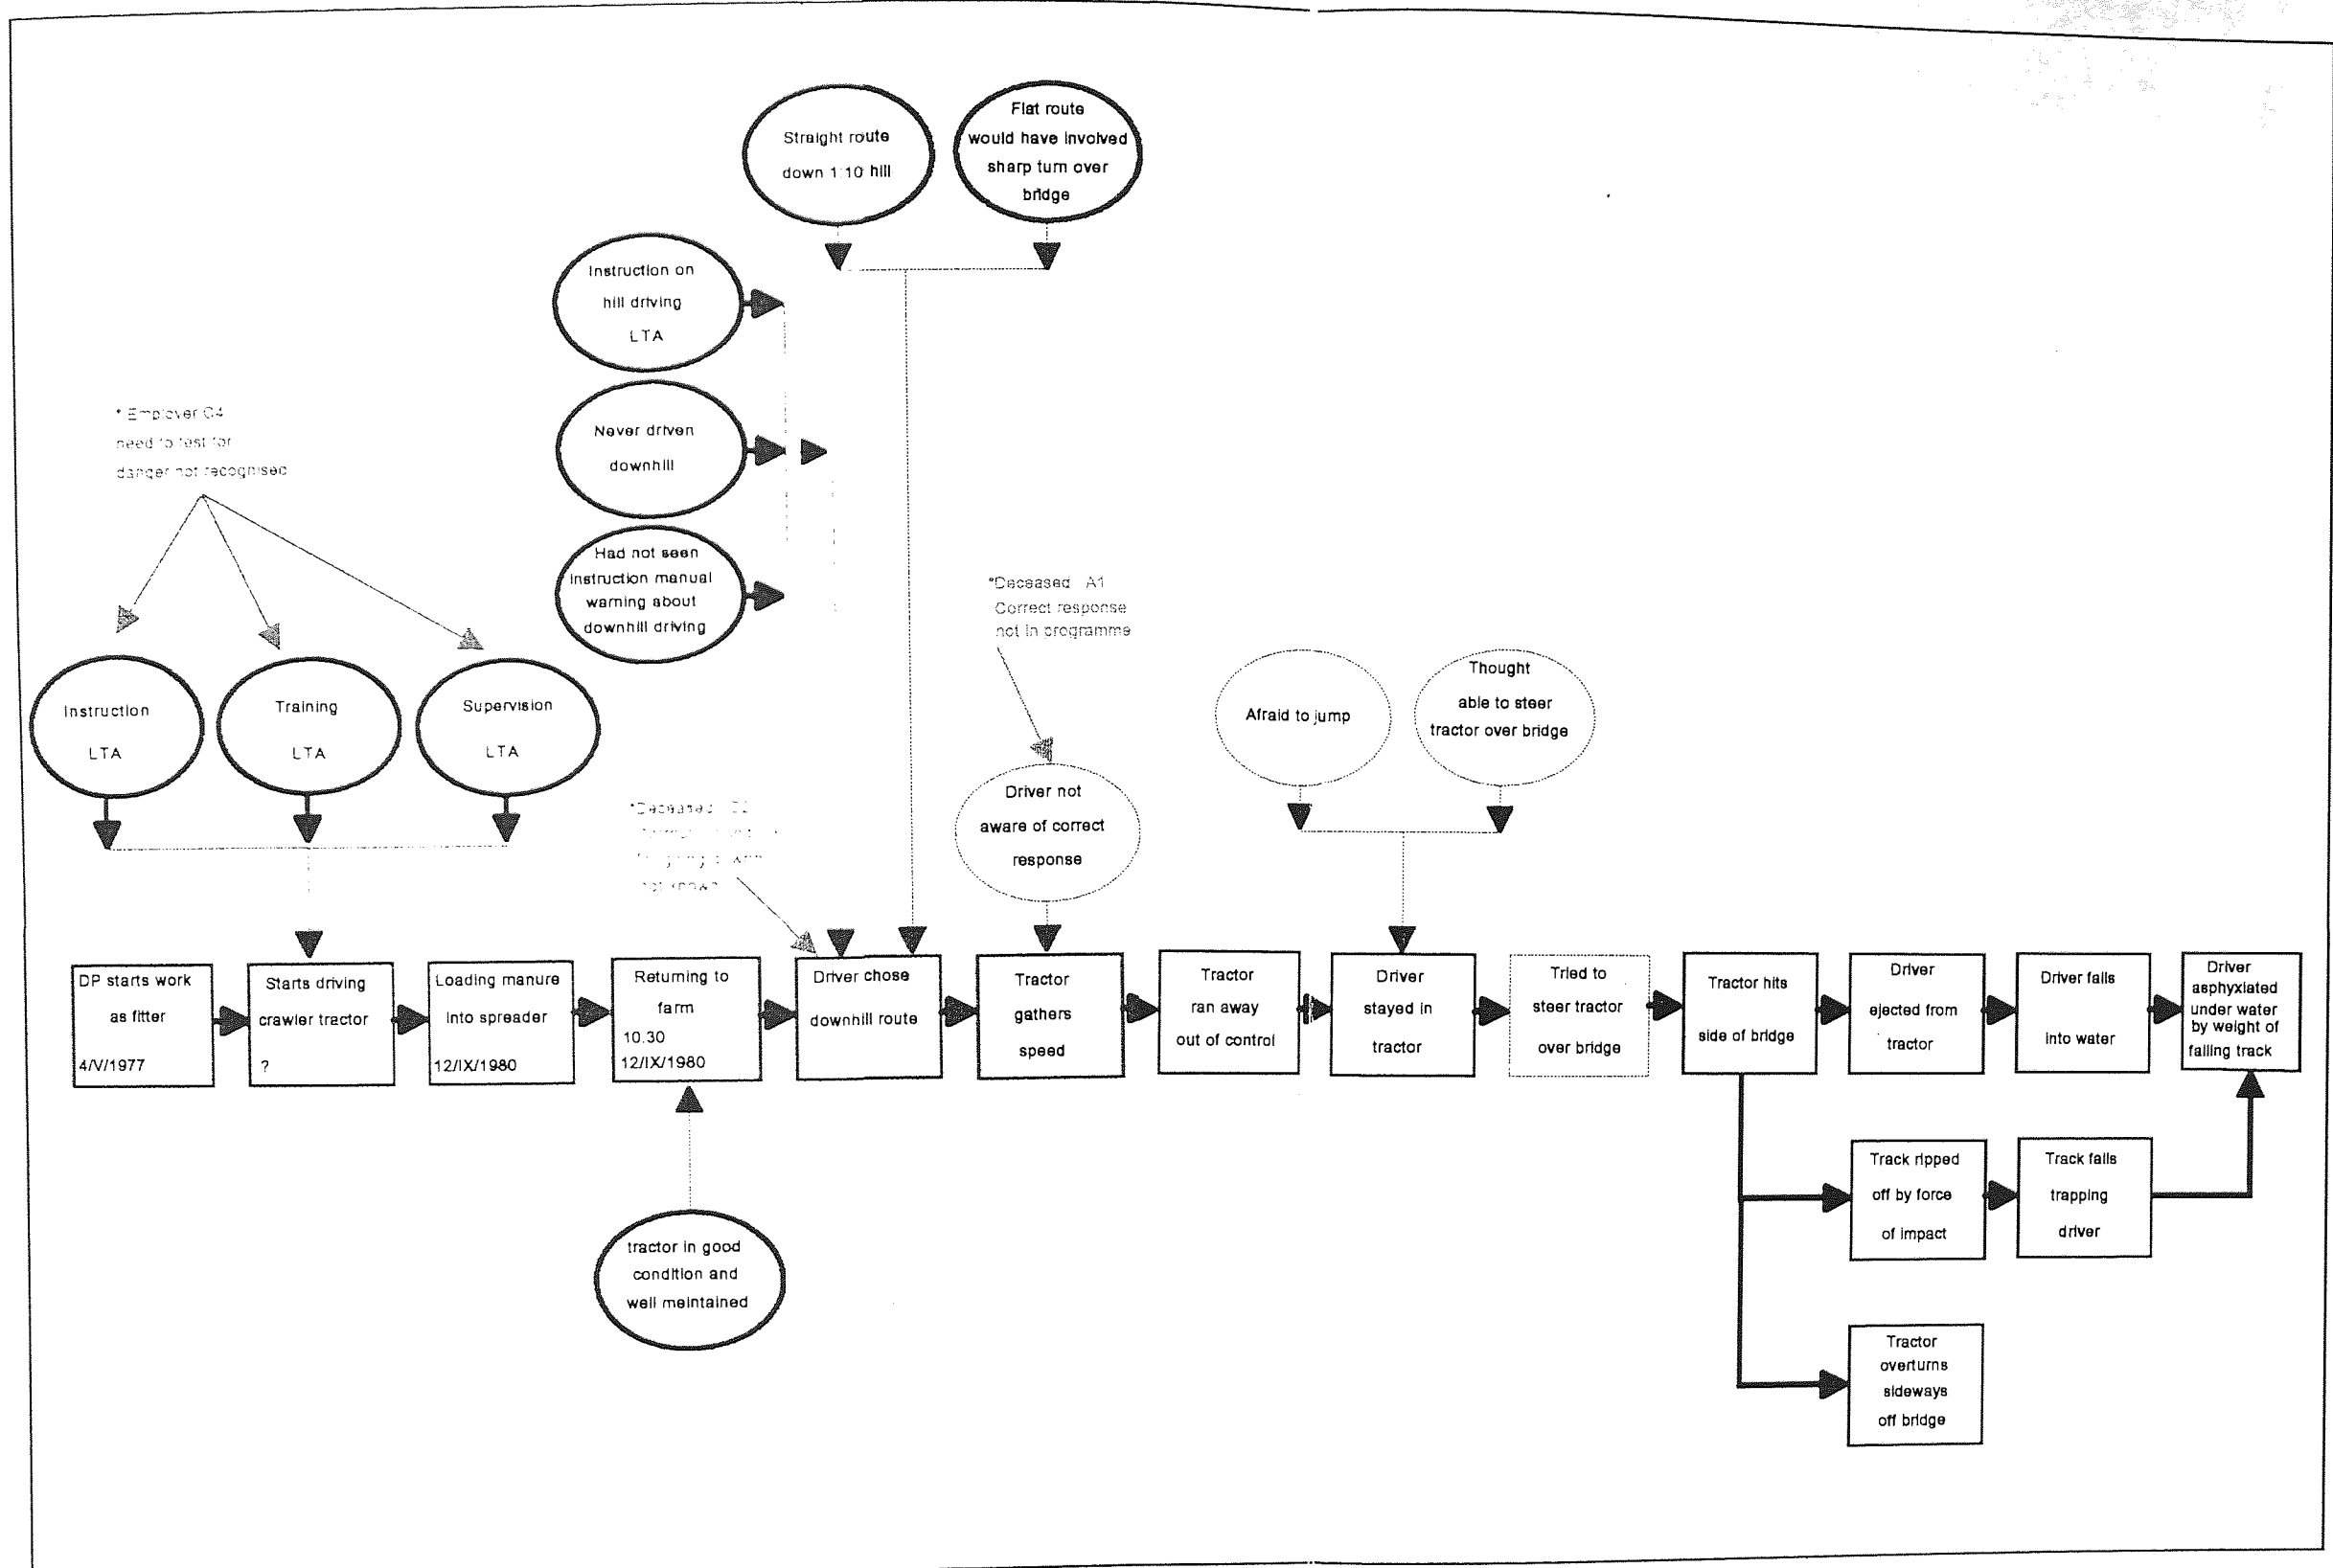 Straight route
down 1:10 hill
Flat route
would have involved
sharp turn over
bridge
Instruction on
hill driving
LTA
Never driven
downhill
Had not seen
instruction manual
warning about
downhill driving
* Employer C4
need to test for
danger not recognised
Instruction
LTA
Training
LTA
Supervision
LTA
*Deceased A1
Correct response
not in programme
*Deceased
not known
Driver not
aware of correct
response
Afraid to jump
Thought
able to steer
tractor over bridge
DP starts work
as fitter
4/V/1977
Starts driving
crawler tractor
?
Loading manure
into spreader
12/IX/1980
Returning to
farm
10.30
12/IX/1980
Driver chose
downhill route
Tractor
gathers
speed
Tractor
ran away
out of control
Driver
stayed in
tractor
Tried to
steer tractor
over bridge
Tractor hits
side of bridge
Driver
ejected from
tractor
Driver falls
into water
Driver
asphyxiated
under water
by weight of
falling track
Track ripped
off by force
of impact
Track falls
trapping
driver
Tractor
overturns
sideways
off bridge
tractor in good
condition and
well meintained